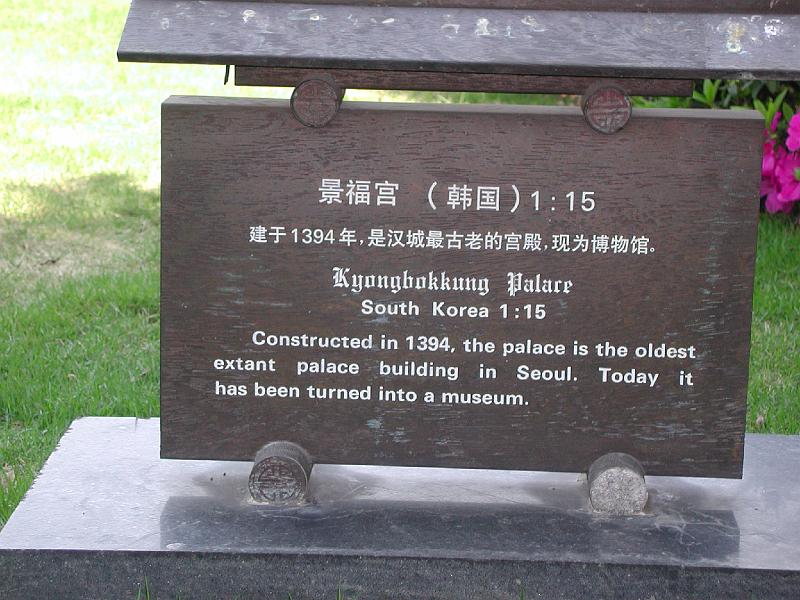 景福宫 （韩国）1:15
建于1394年，是汉城最古老的宫殿，现为博物馆。
Kyongbokkung Palace
South Korea 1:15
Constructed in 1394, the palace is the oldest
extant palace building in Seoul. Today it
has been turned into a museum.